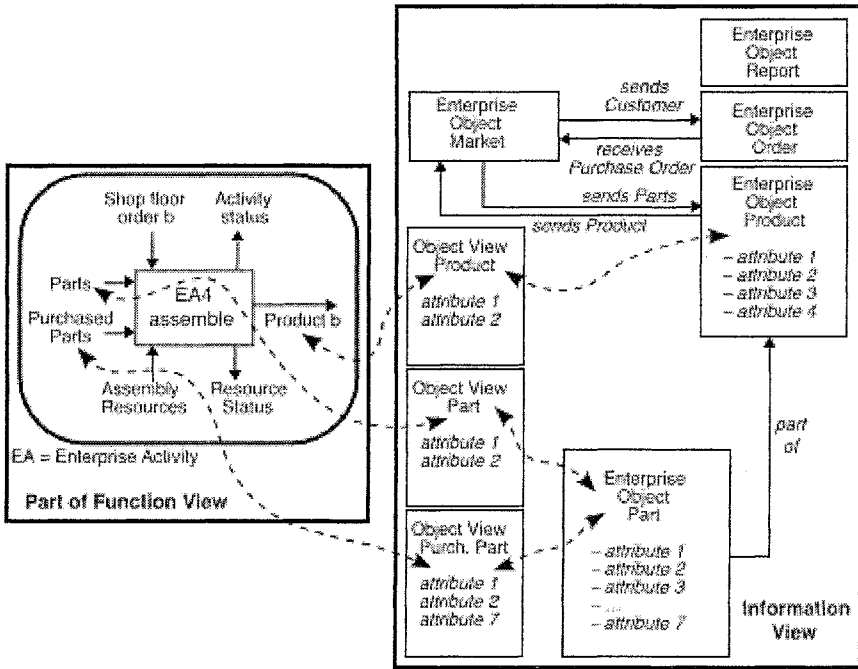 Shop floor
order b
Activity
status
Parts
EA4
assemble
Purchased
Parts
Product b
Assembly
Resources
Resource
Status
EA = Enterprise Activity
Part of Function View
Enterprise
Object
Report
sends
Customer
Enterprise
Object
Market
Enterprise
Object
Order
receives
Purchase Order
sends Parts
sends Product
Enterprise
Object
Product
– attribute 1
– attribute 2
– attribute 3
– attribute 4
Object View
Product
attribute 1
attribute 2
Object View
Part
attribute 1
attribute 2
part
of
Enterprise
Object
Part
– attribute 1
– attribute 2
– attribute 3
– ...
– attribute 7
Object View
Purch. Part
attribute 1
attribute 2
attribute 7
Information
View